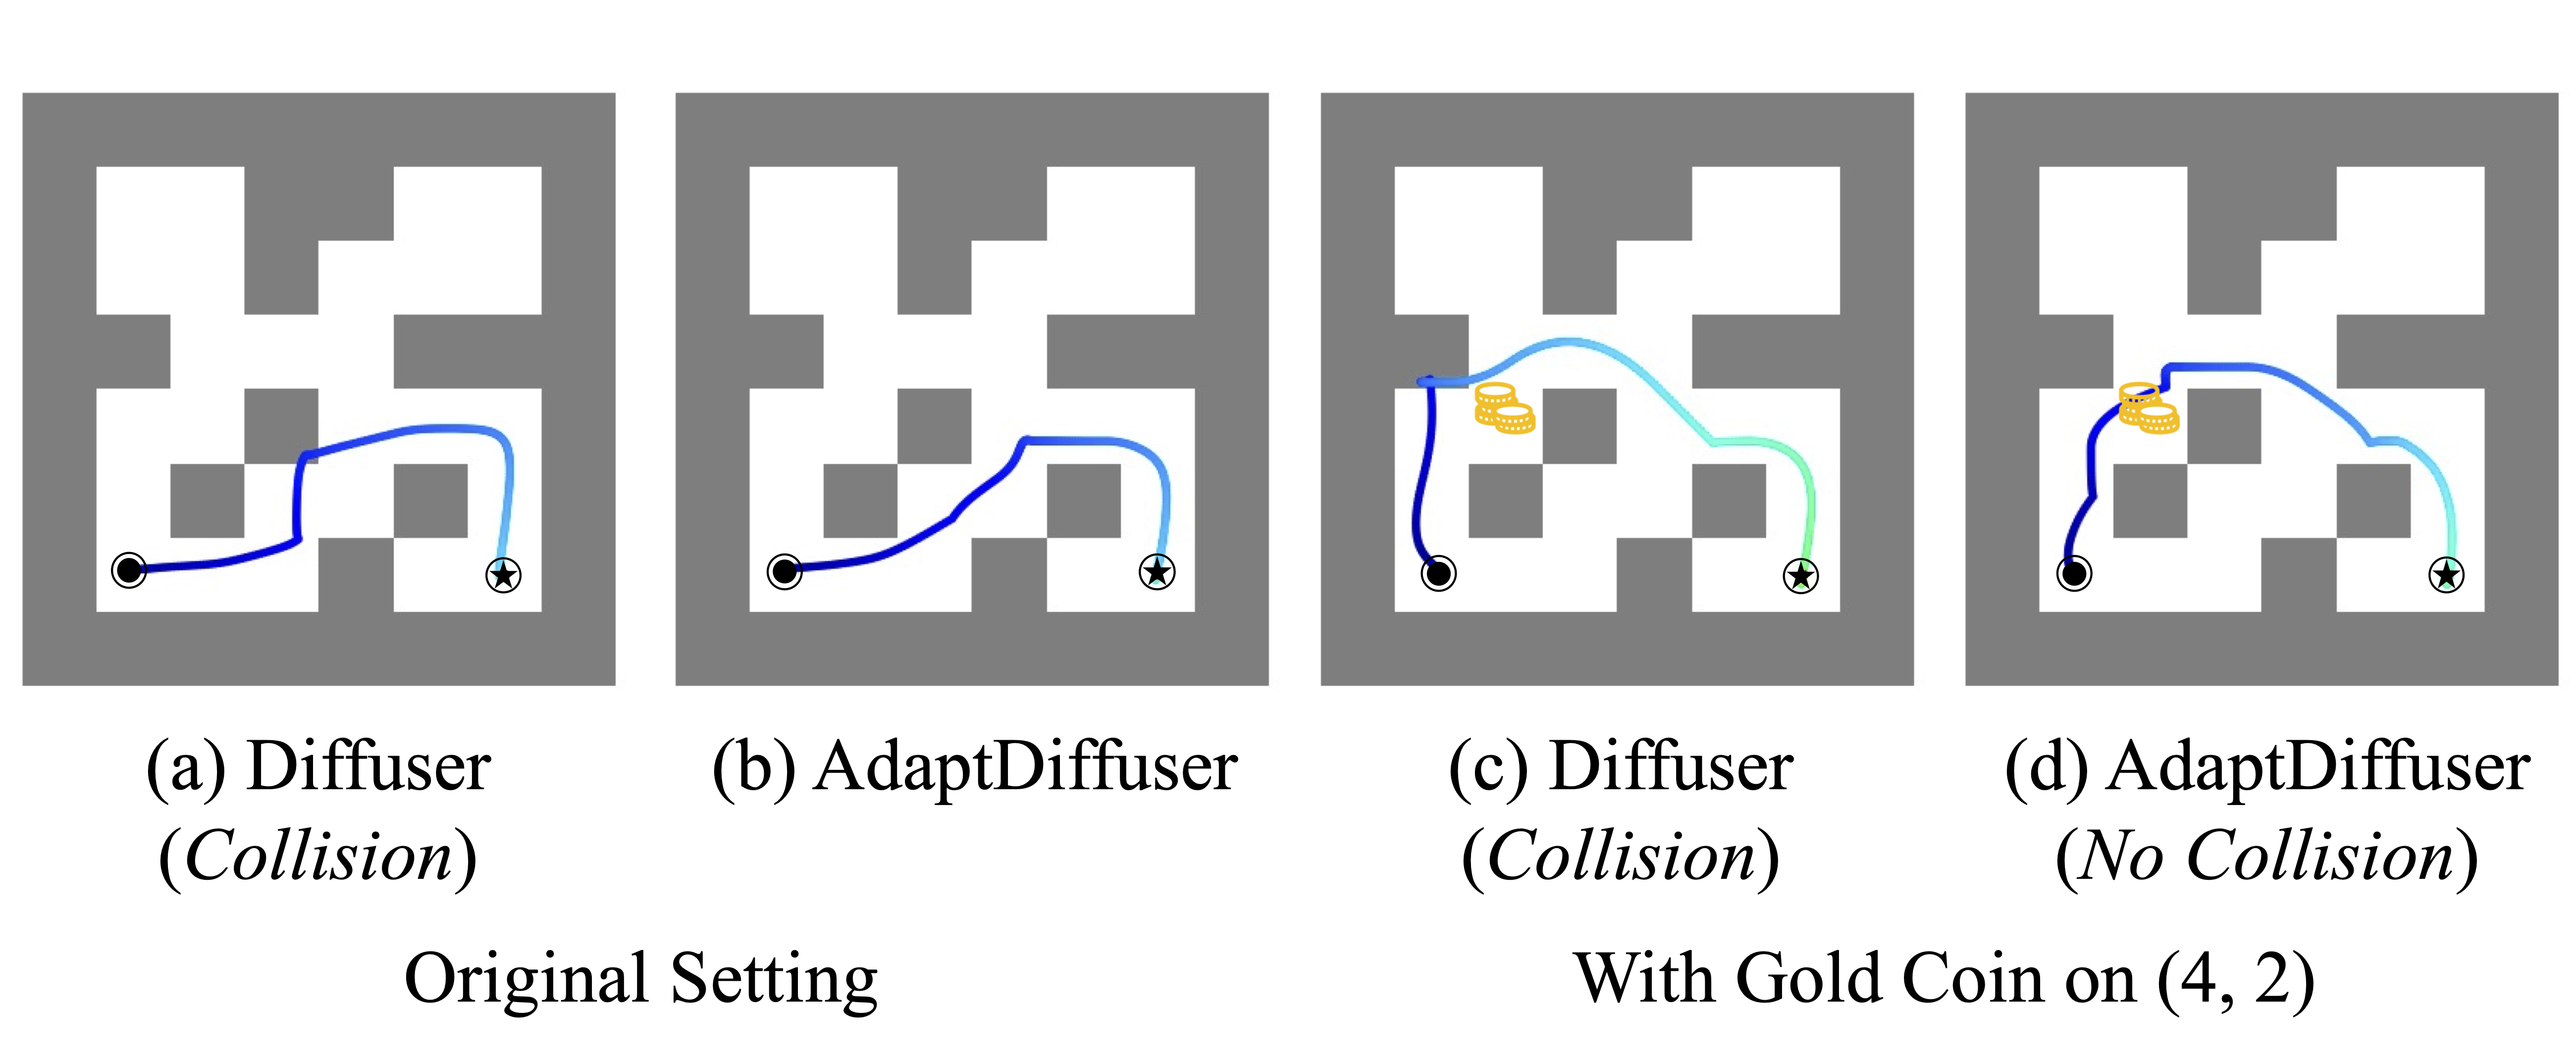 (a) Diffuser
(Collision)
(b) AdaptDiffuser
(c) Diffuser
(Collision)
(d) AdaptDiffuser
(No Collision)
Original Setting
With Gold Coin on (4, 2)